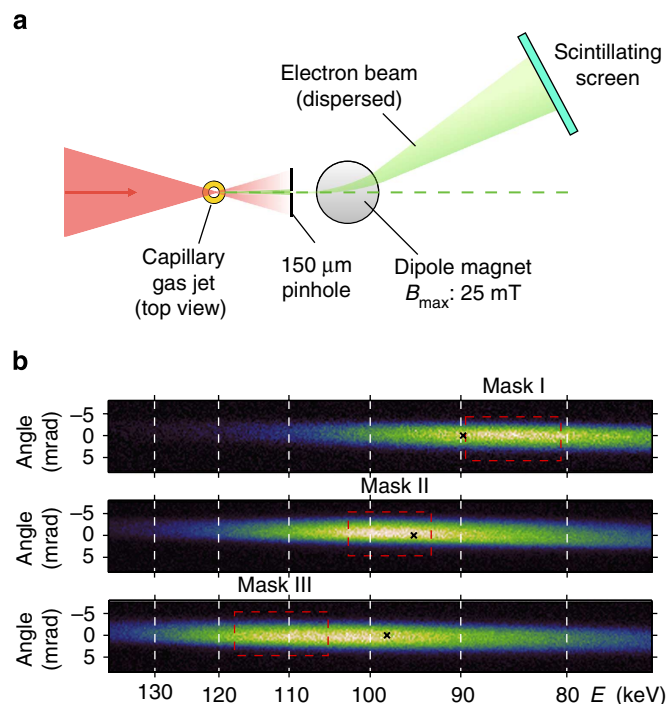 a
Scintillating
screen
Electron beam
(dispersed)
Capillary
gas jet
(top view)
150 μm
pinhole
Dipole magnet
Bmax: 25 mT
b
Mask I
Angle
(mrad)
–5
0
5
Mask II
Angle
(mrad)
–5
0
5
Mask III
Angle
(mrad)
–5
0
5
130 120 110 100 90 80 E (keV)